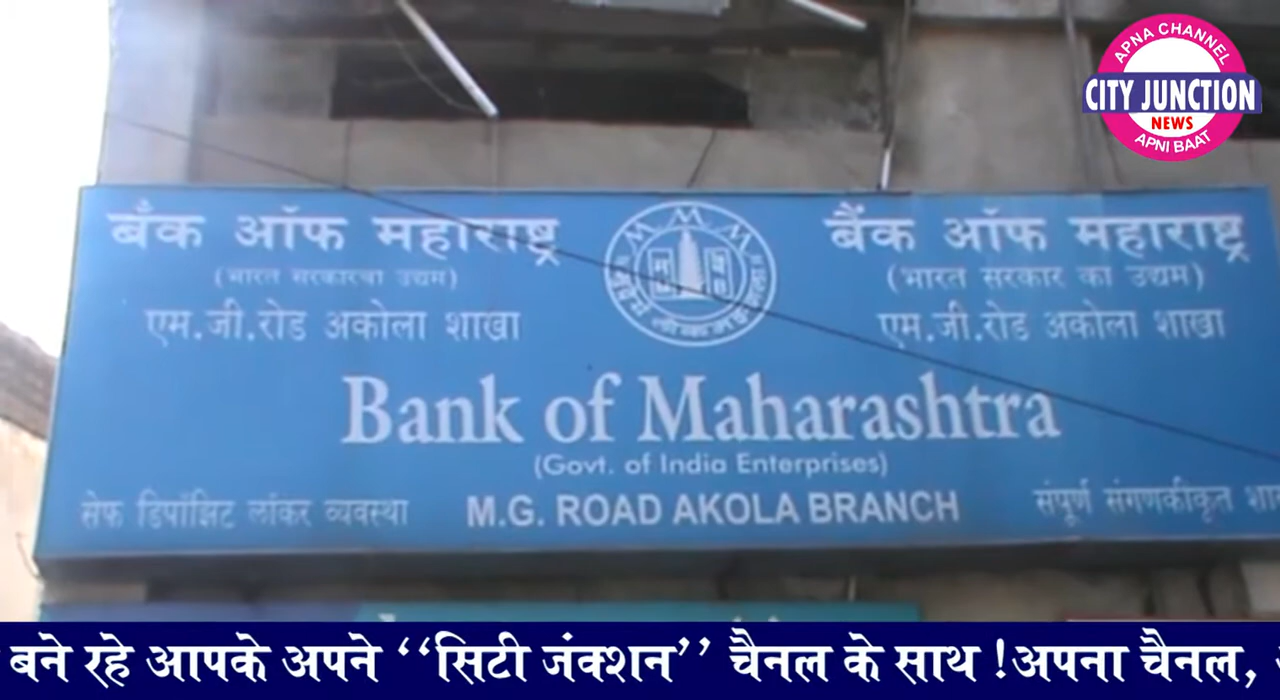 APNA CHANNEL
CITY JUNCTION
NEWS
APNI BAAT
बँक ऑफ महाराष्ट्र
(भारत सरकारचा उद्यम)
एम.जी.रोड अकोला शाखा
बैंक ऑफ महाराष्ट्र
(भारत सरकार का उद्यम)
एम.जी.रोड अकोला शाखा
Bank of Maharashtra
(Govt. of India Enterprises)
सेफ डिपॉझिट लॉकर व्यवस्था
M.G. ROAD AKOLA BRANCH
संपूर्ण संगणकीकृत
बने रहे आपके अपने “सिटी जंक्शन” चैनल के साथ !अपना चैनल,